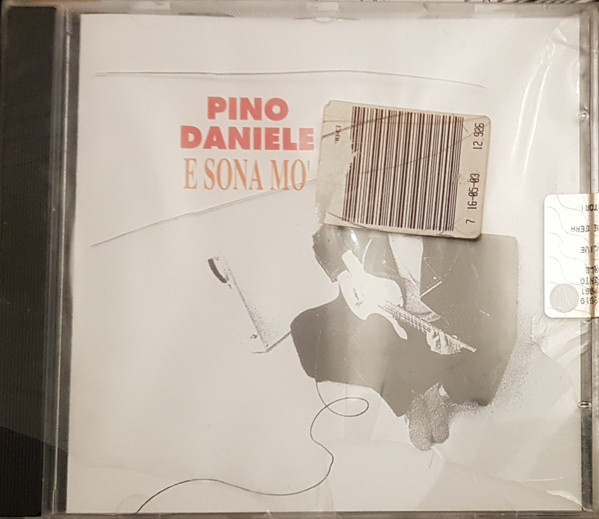 PINO
DANIELE
E SONA MO'
12.926
7 16-05-03